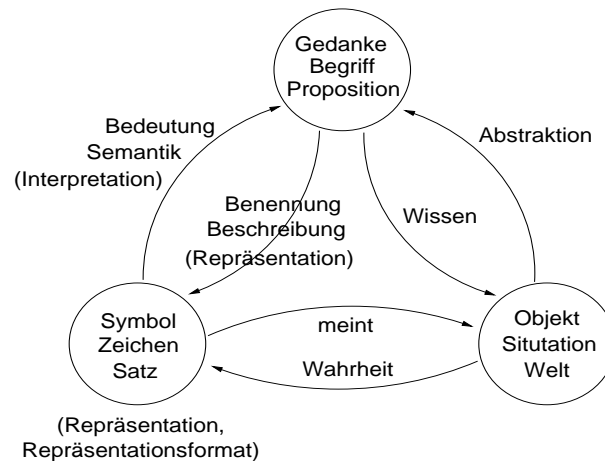 Gedanke
Begriff
Proposition
Bedeutung
Semantik
(Interpretation)
Abstraktion
Benennung
Beschreibung
(Repräsentation)
Wissen
Symbol
Zeichen
Satz
meint
Wahrheit
Objekt
Situtation
Welt
(Repräsentation,
Repräsentationsformat)